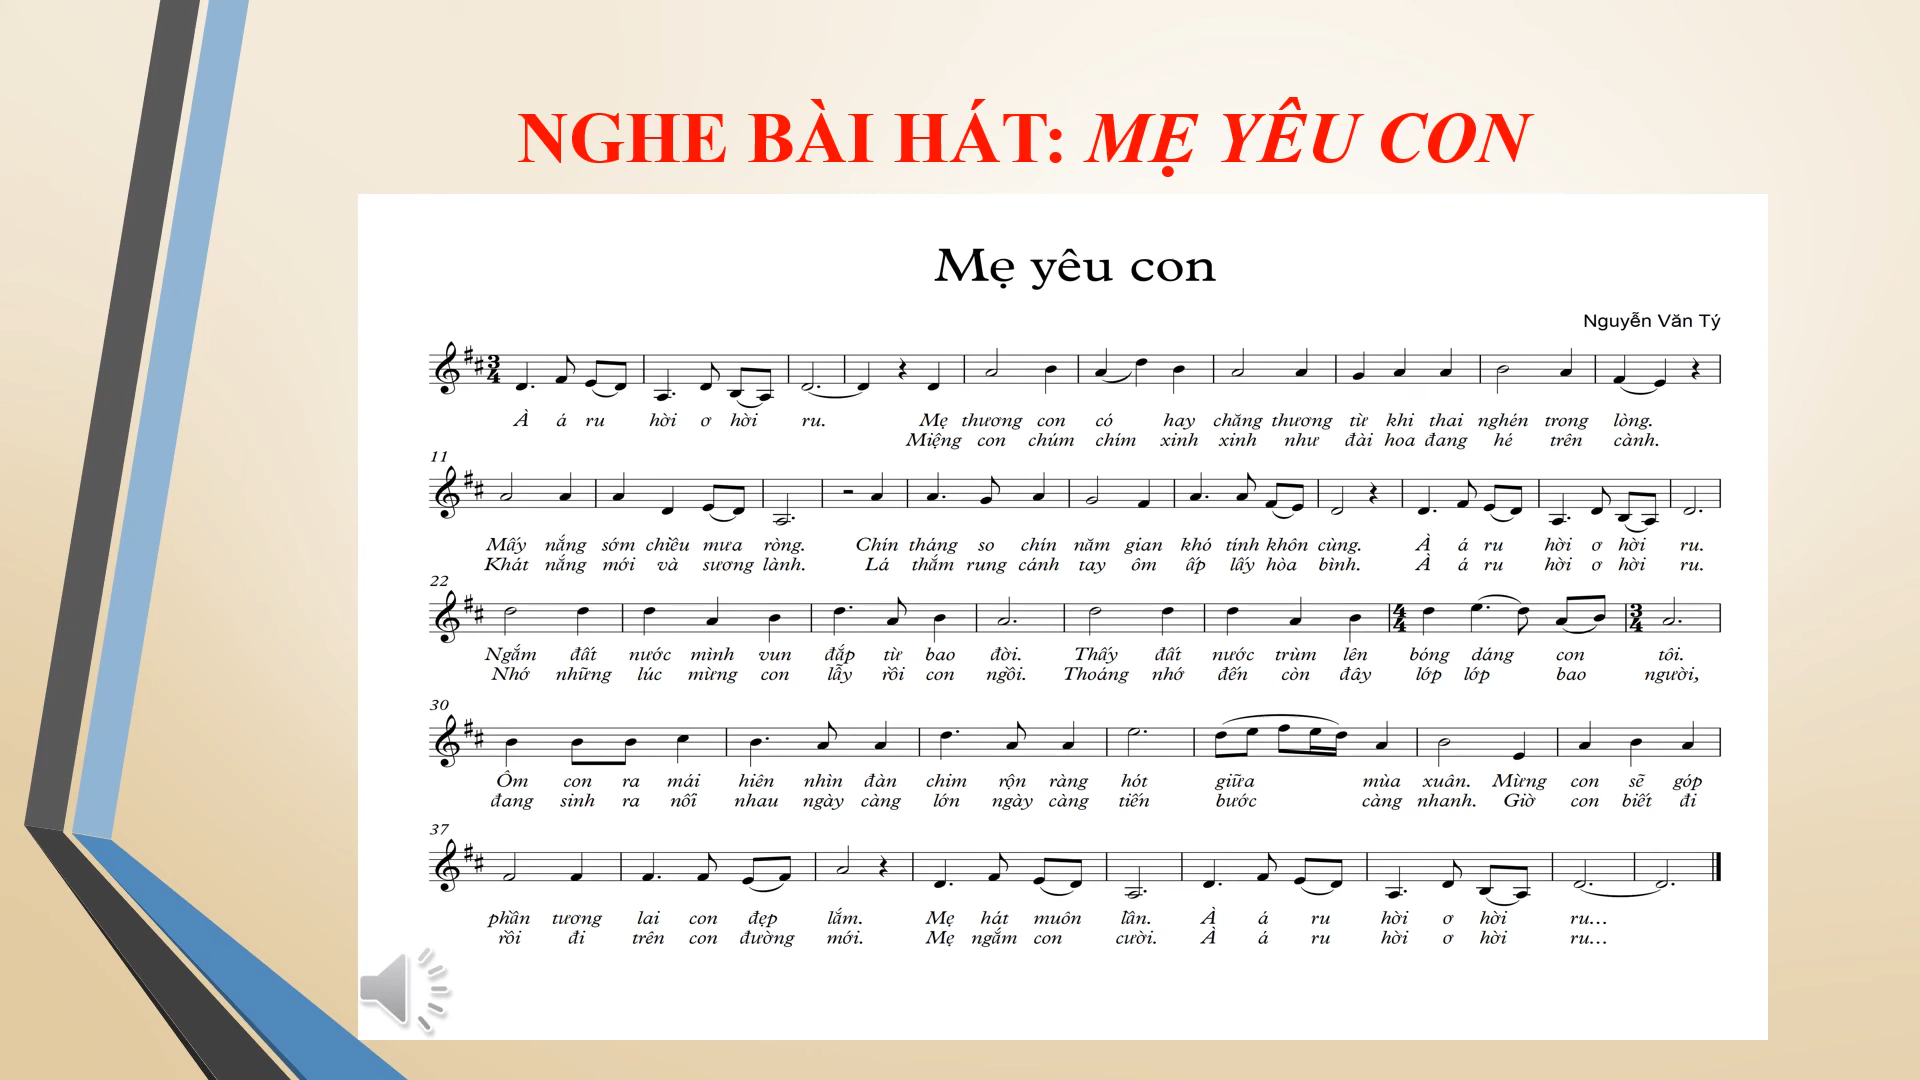 NGHE BÀI HÁT: MẸ YÊU CON
Mẹ yêu con
Nguyễn Văn Tý
3 4
À á ru hời ơ hời ru. Mẹ thương con có hay chăng thương từ khi thai nghén trong lòng.
Miệng con chúm chím xinh xinh như đài hoa đang hé trên cành.
11
Mấy nắng sớm chiều mưa ròng. Chín tháng so chín năm gian khó tính khôn cùng. À á ru hời ơ hời ru.
Khát nắng mới và sương lành. Lá thắm rung cánh tay ôm ấp lấy hòa bình. À á ru hời ơ hời ru.
22
4 4 3 4
Ngắm đất nước mình vun đắp từ bao đời. Thấy đất nước trùm lên bóng dáng con tôi.
Nhớ những lúc mừng con lẫy rồi con ngồi. Thoáng nhớ đến còn đây lớp lớp bao người,
30
Ôm con ra mái hiên nhìn đàn chim rộn ràng hót giữa mùa xuân. Mừng con sẽ góp
đang sinh ra nối nhau ngày càng lớn ngày càng tiến bước càng nhanh. Giờ con biết đi
37
phần tương lai con đẹp lắm. Mẹ hát muôn lần. À á ru hời ơ hời ru...
rồi đi trên con đường mới. Mẹ ngắm con cười. À á ru hời ơ hời ru...